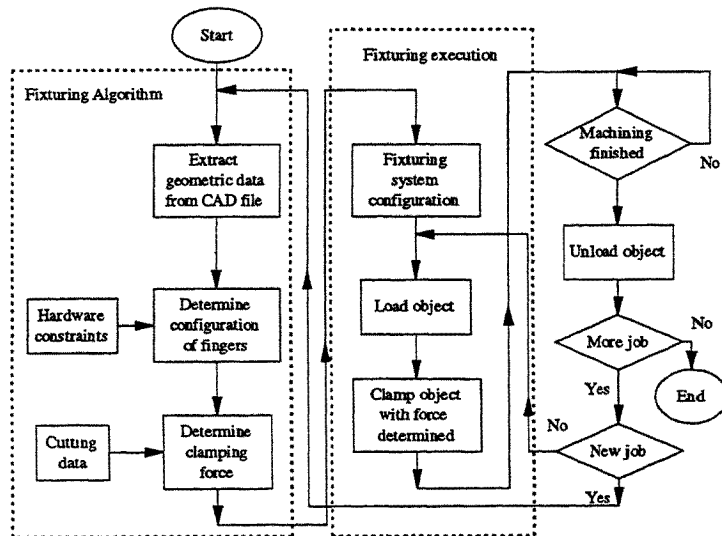 Start
Fixturing Algorithm
Extract
geometric data
from CAD file
Hardware
constraints
Determine
configuration
of fingers
Cutting
data
Determine
clamping
force
Fixturing execution
Fixturing
system
configuration
Load object
Clamp object
with force
determined
Machining
finished
No
Unload object
More job
No
Yes
End
New job
No
Yes